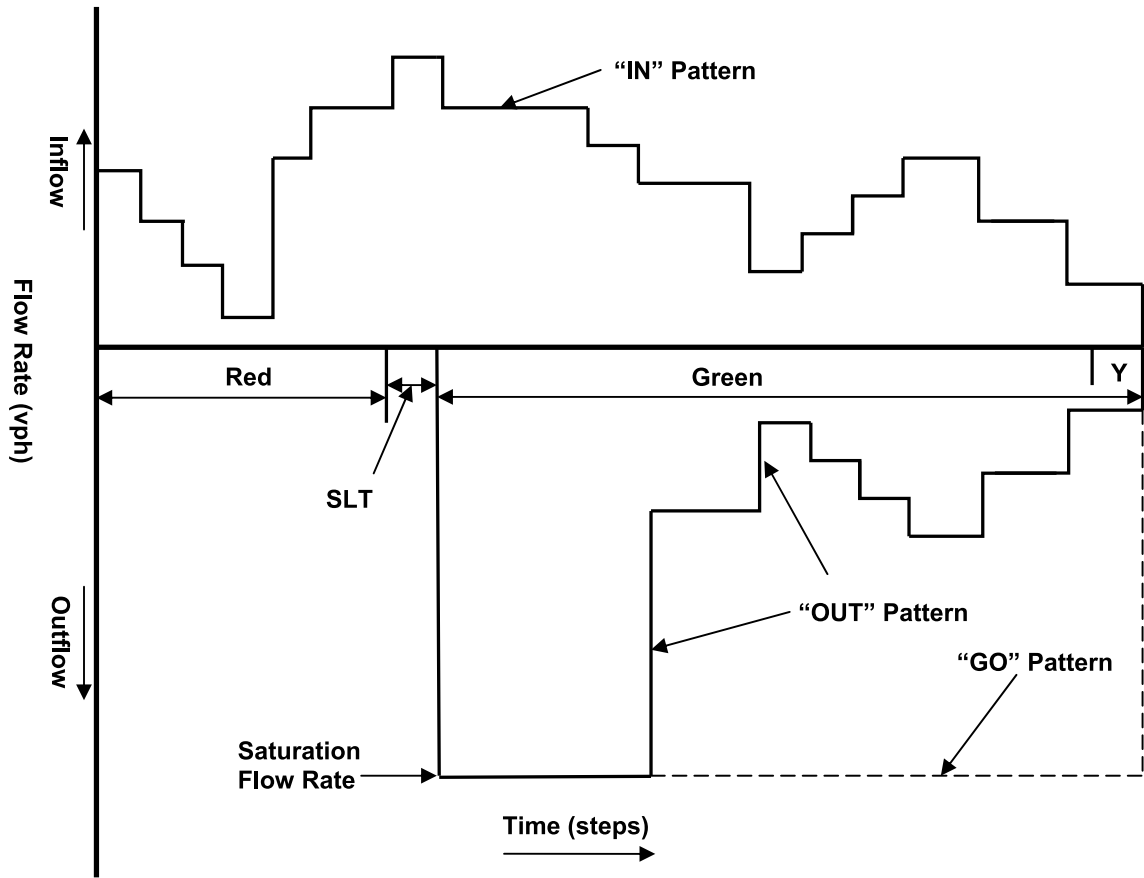 “IN” Pattern
Inflow
Flow Rate (vph)
Red
Green
Y
SLT
“OUT” Pattern
Outflow
“GO” Pattern
Saturation
Flow Rate
Time (steps)